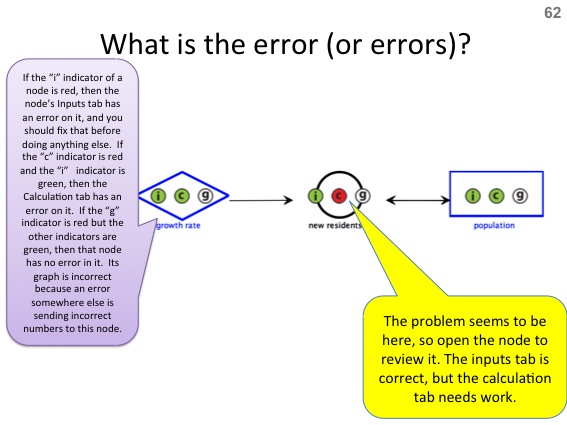 62
What is the error (or errors)?
If the “i” indicator of a
node is red, then the
node’s Inputs tab has
an error on it, and you
should fix that before
doing anything else.  If
the “c” indicator is red
and the “i”   indicator is
green, then the
Calculation tab has an
error on it.  If the “g”
indicator is red but the
other indicators are
green, then that node
has no error in it.  Its
graph is incorrect
because an error
somewhere else is
sending incorrect
numbers to this node.
i c g
growth rate
i c g
new residents
i c g
population
The problem seems to be
here, so open the node to
review it. The inputs tab is
correct, but the calculation
tab needs work.